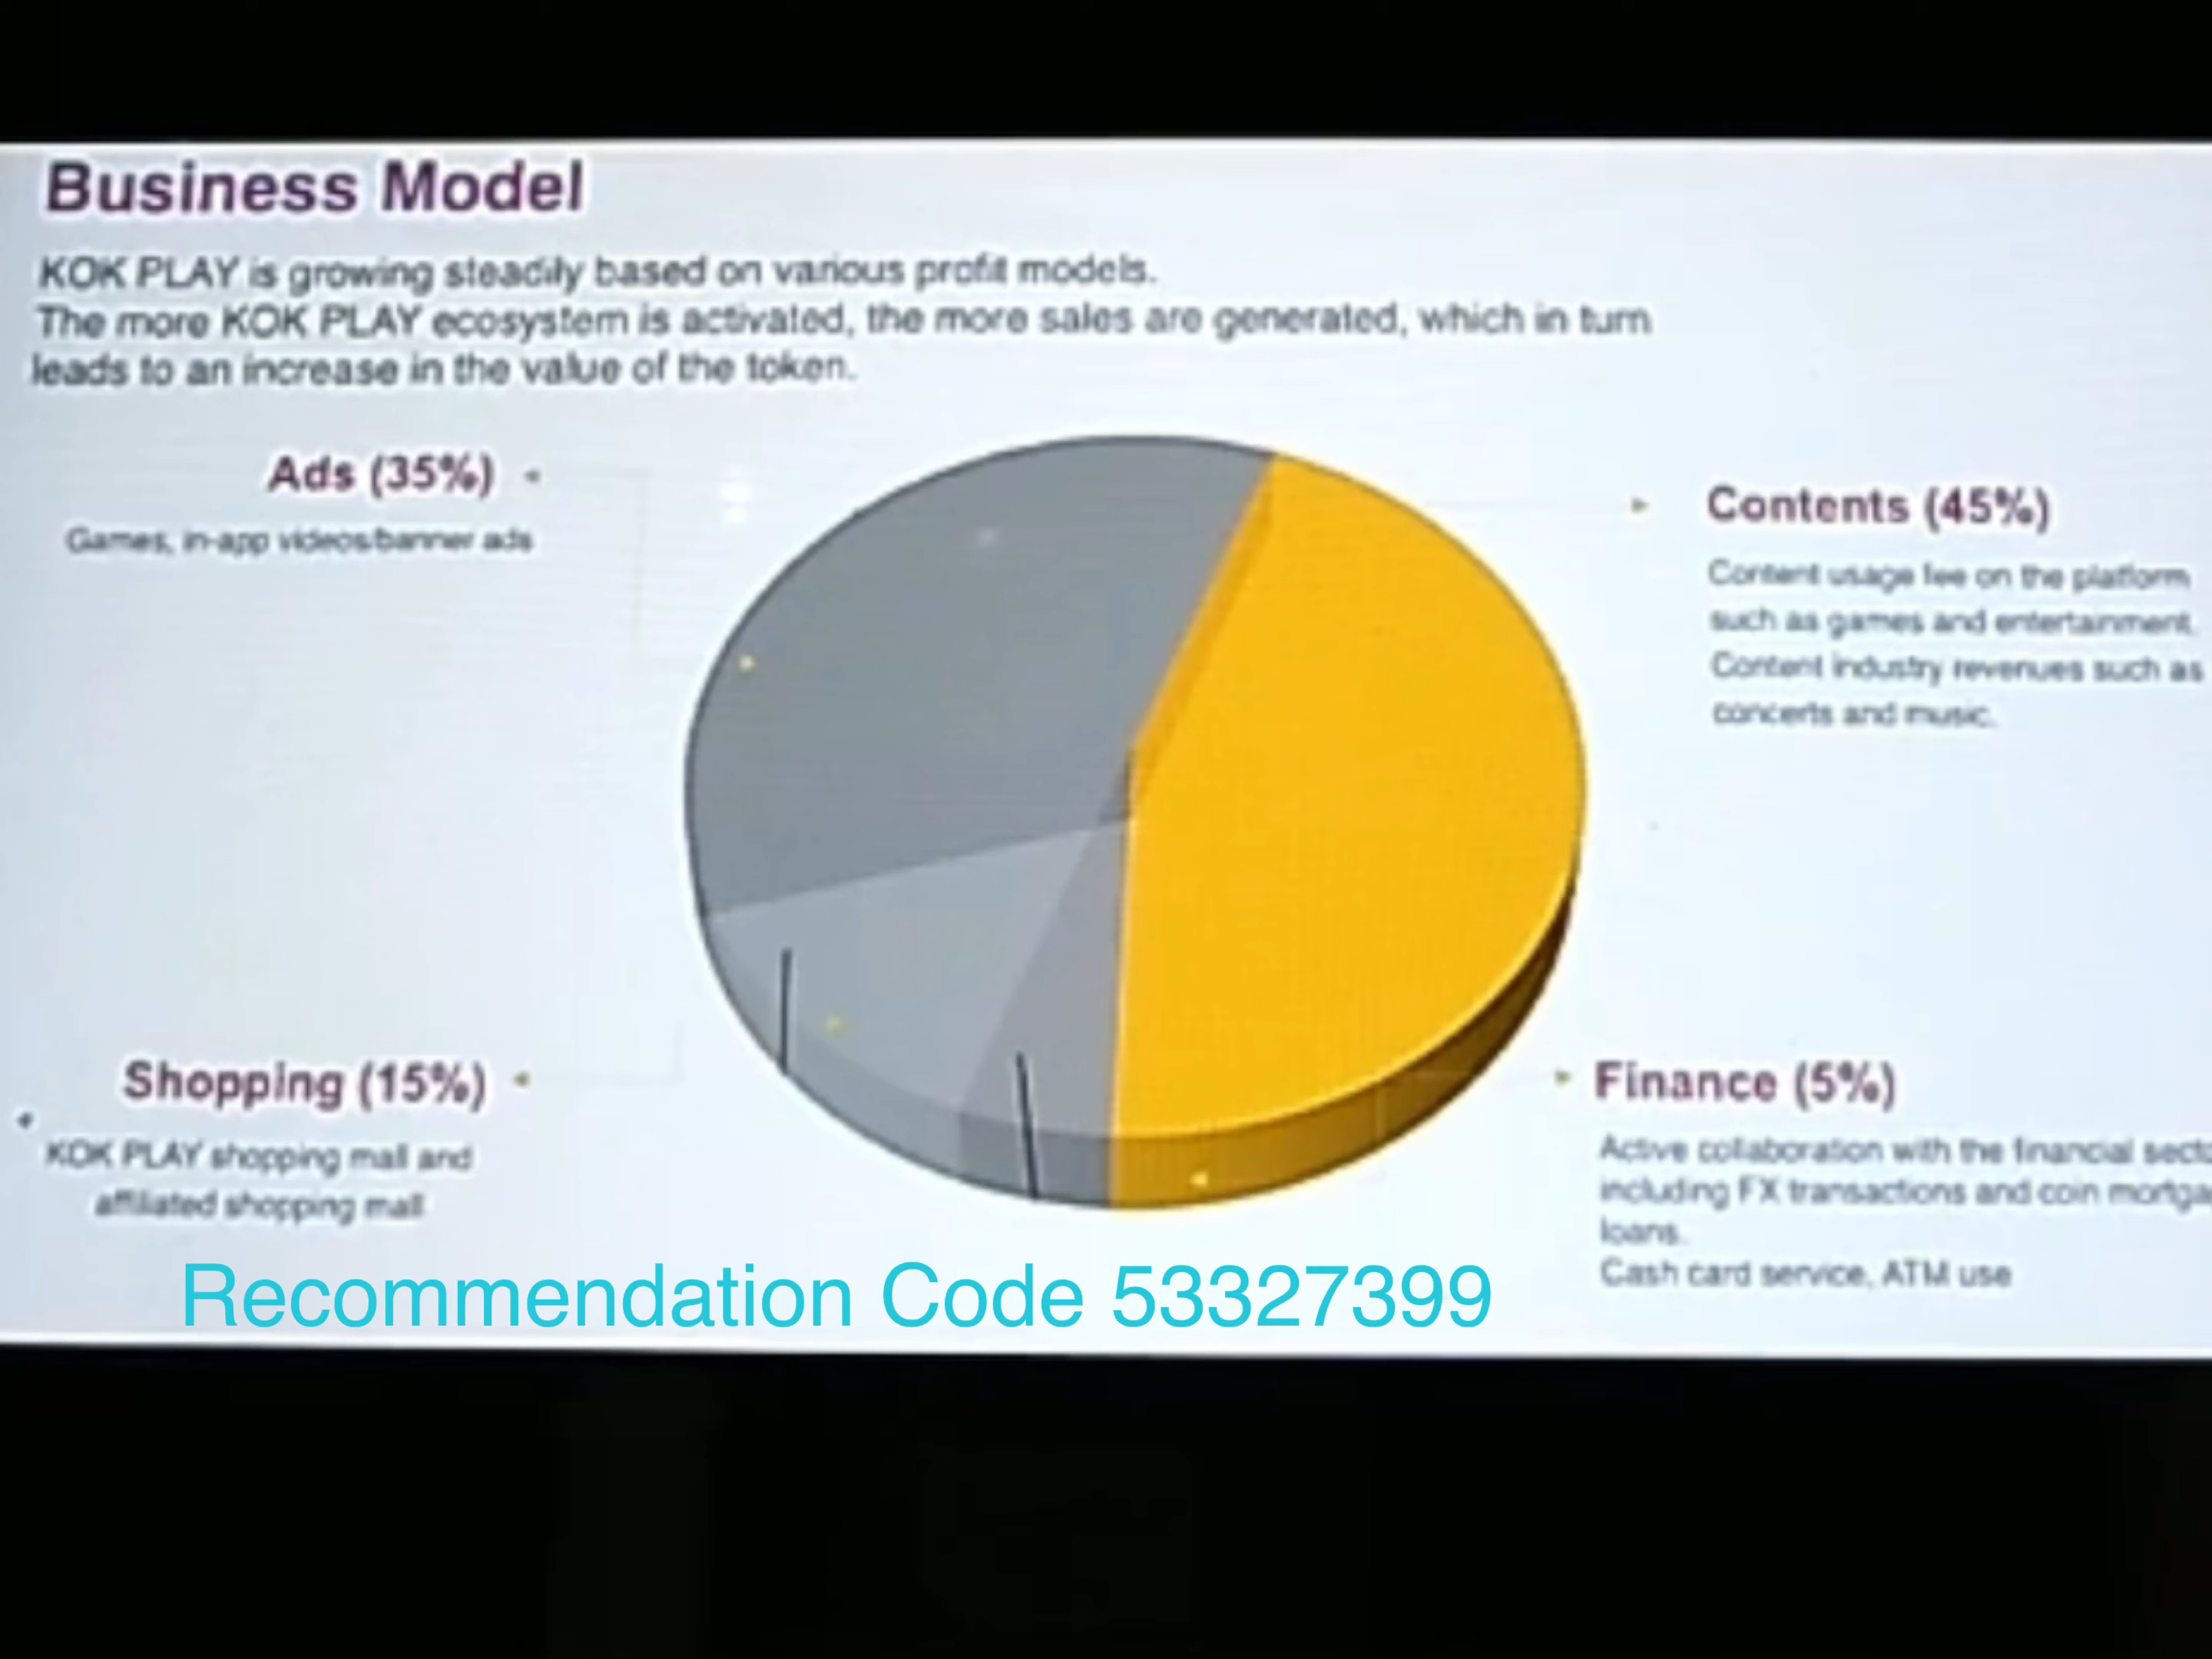 Business Model
KOK PLAY is growing steadily based on various profit models.
The more KOK PLAY ecosystem is activated, the more sales are generated, which in turn
leads to an increase in the value of the token.
Ads (35%)
Games, in-app videos/banner ads
Contents (45%)
Content usage fee on the platform
such as games and entertainment.
Content industry revenues such as
concerts and music.
Shopping (15%)
KOK PLAY shopping mall and
affiliated shopping mall
Finance (5%)
Active collaboration with the financial secto
including FX transactions and coin mortga
loans.
Cash card service, ATM use
Recommendation Code 53327399